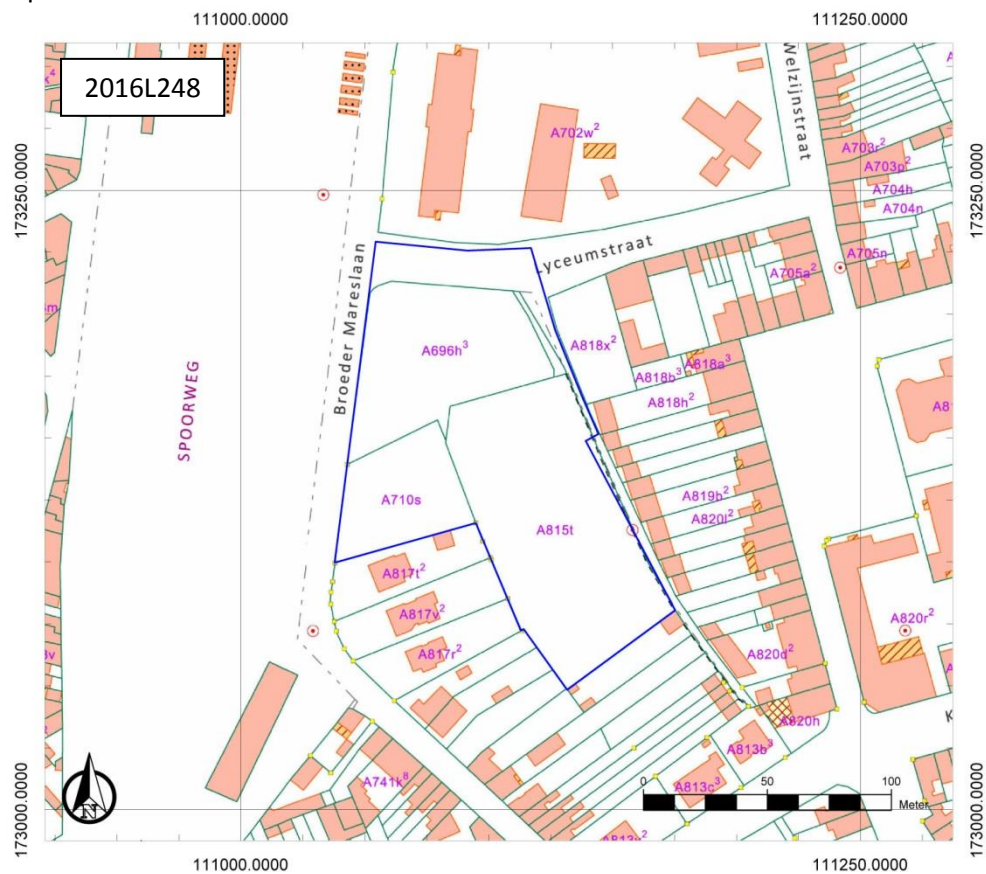 111000.0000
111250.0000
2016L248
Welzijnstraat
A702w²
A703r²
A703p²
A704h
A704n
173250.0000
173250.0000
Broeder Mareslaan
Lyceumstraat
A705n
A705a²
A696h³
A818x²
A818a³
A818b³
A818h²
SPOORWEG
A710s
A815t
A819b²
A820l²
A817t²
A817v²
A817r²
A820r²
A820d²
A820h
A813b³
A741k⁸
A813c³
0 50 100
Meter
N
173000.0000
173000.0000
111000.0000
111250.0000